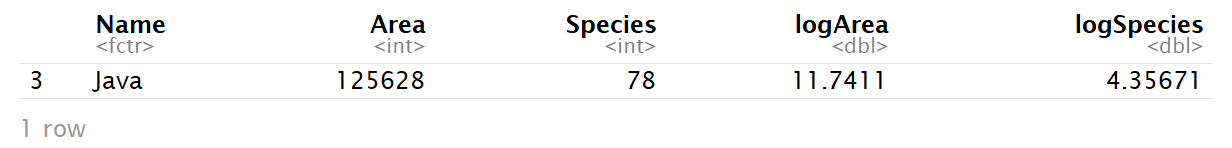 Name Area Species logArea logSpecies
<fctr> <int> <int> <dbl> <dbl>
3 Java 125628 78 11.7411 4.35671
1 row